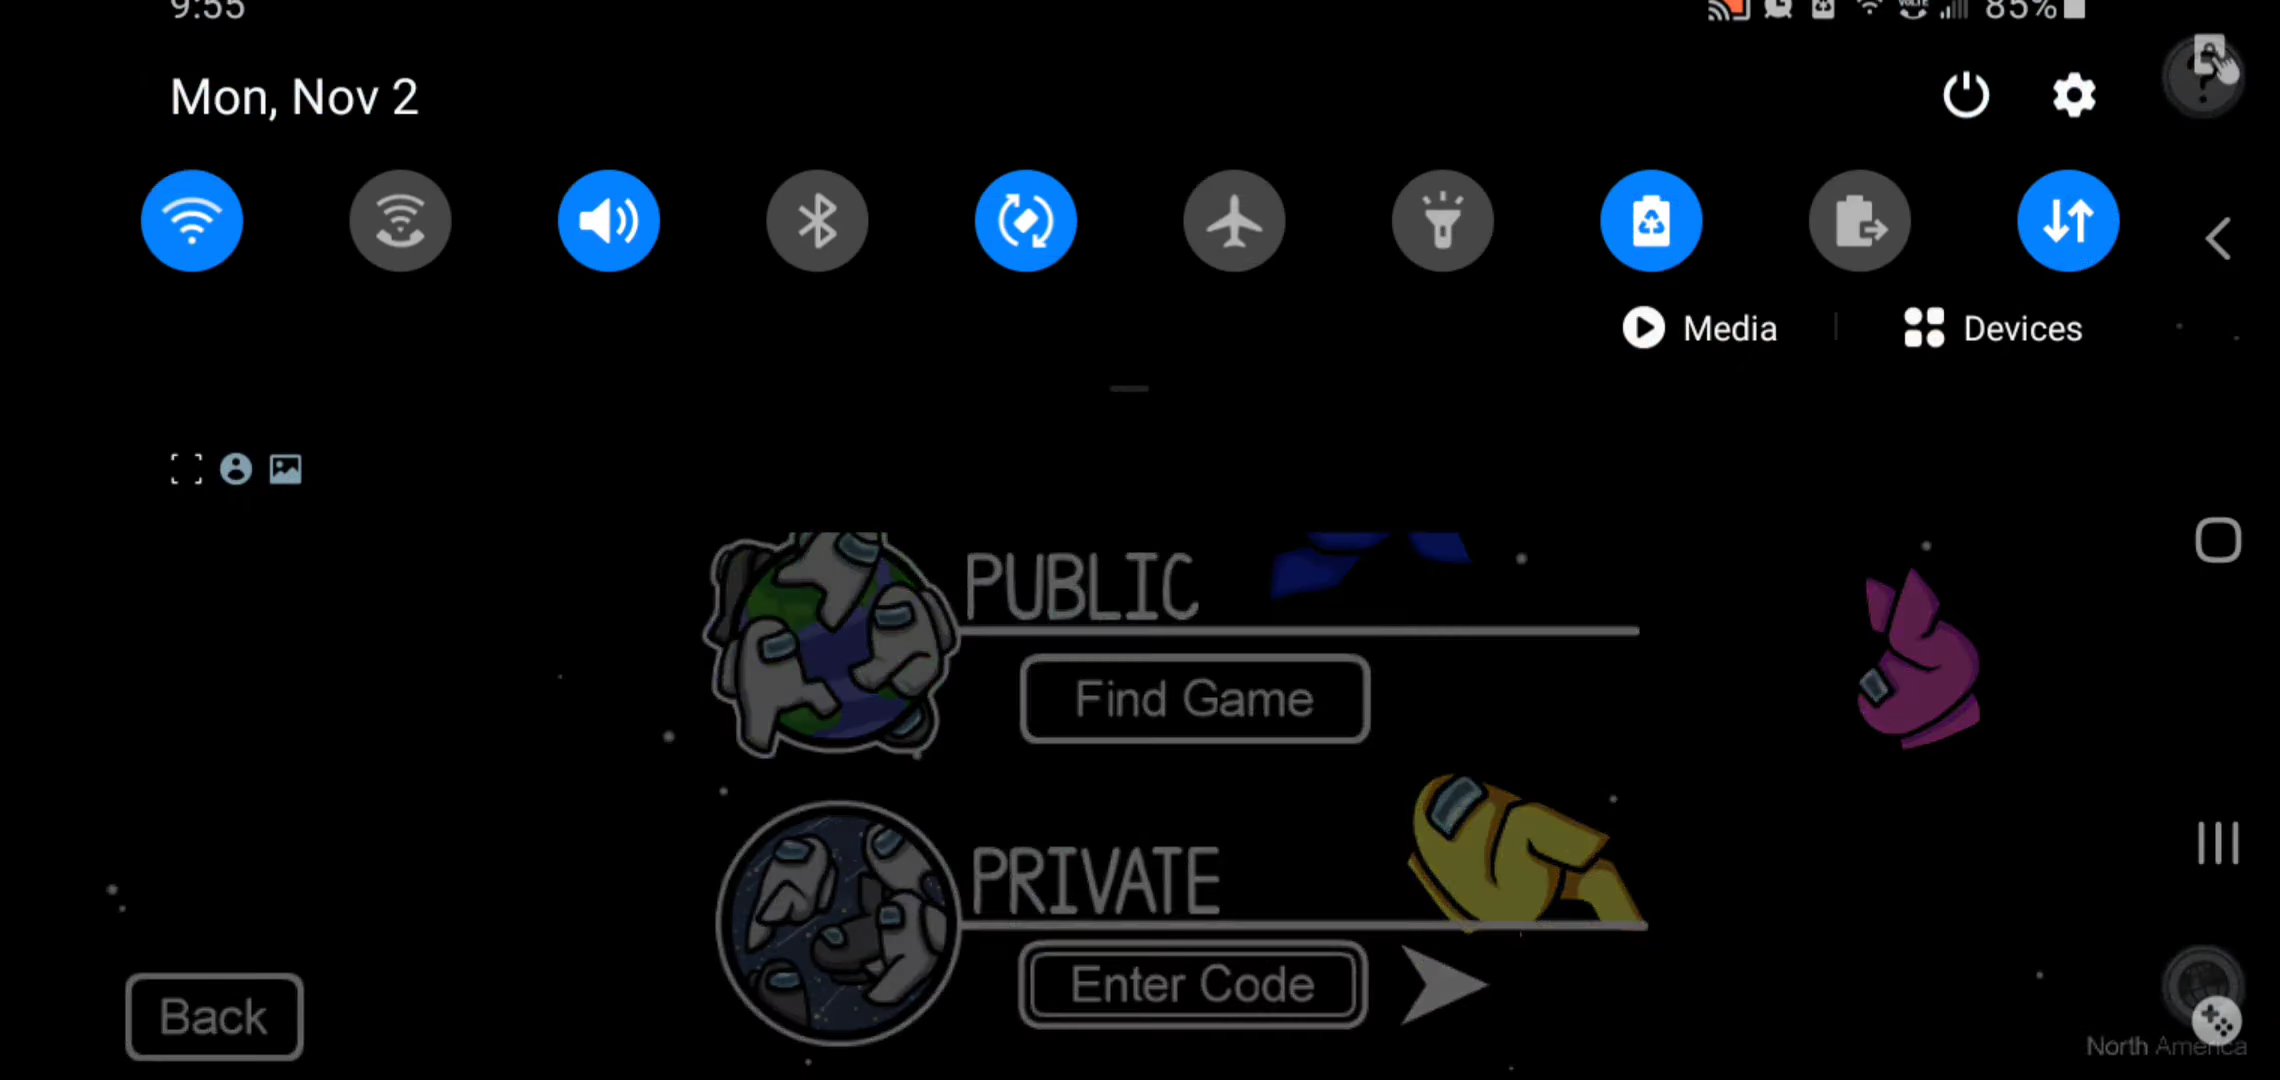 9:55
85%
Mon, Nov 2
Media
Devices
PUBLIC
Find Game
PRIVATE
Enter Code
Back
North America